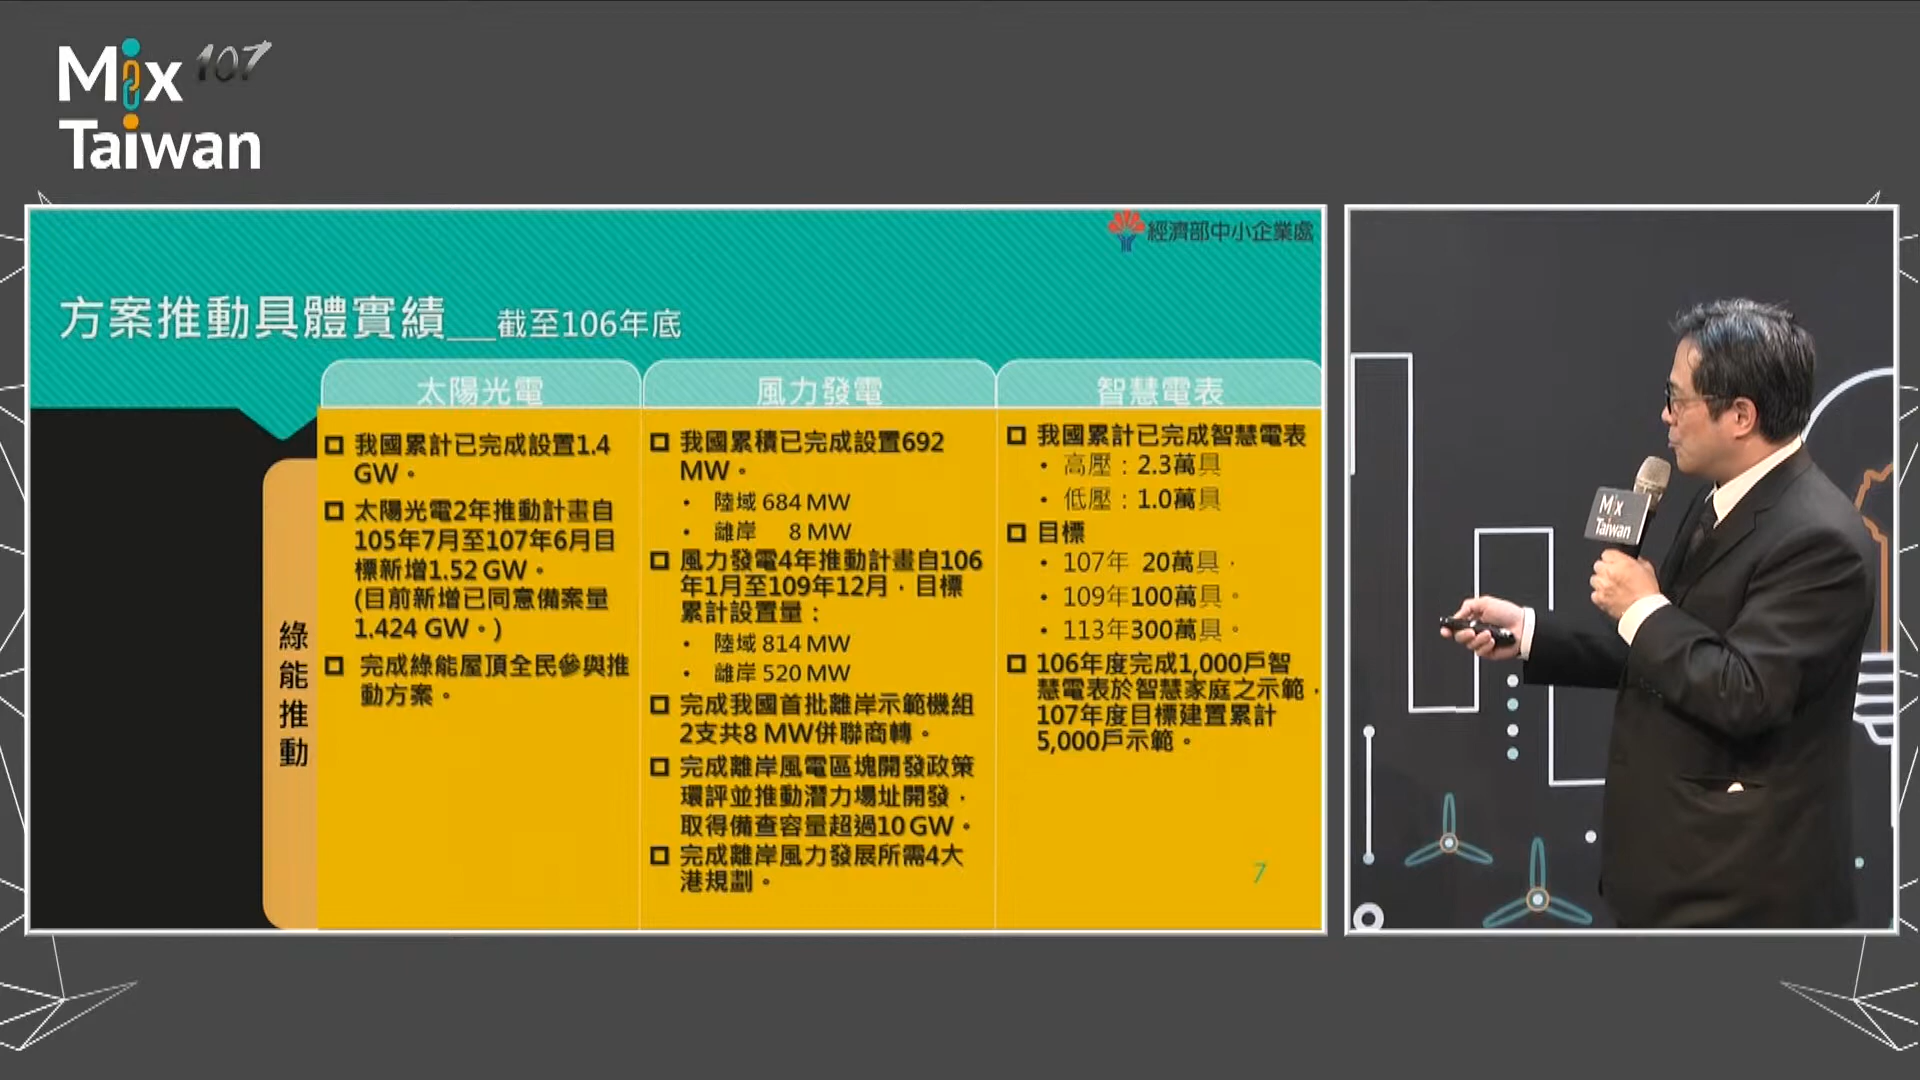 Mix 107
Taiwan
經濟部中小企業處
方案推動具體實績__截至106年底
太陽光電
風力發電
智慧電表
綠能推動
我國累計已完成設置1.4
GW。
太陽光電2年推動計畫自
105年7月至107年6月目
標新增1.52 GW。
(目前新增已同意備案量
1.424 GW。)
完成綠能屋頂全民參與推
動方案。
我國累積已完成設置692
MW。
• 陸域 684 MW
• 離岸 8 MW
風力發電4年推動計畫自106
年1月至109年12月，目標
累計設置量：
• 陸域 814 MW
• 離岸 520 MW
完成我國首批離岸示範機組
2支共8 MW併聯商轉。
完成離岸風電區塊開發政策
環評並推動潛力場址開發，
取得備查容量超過10 GW。
完成離岸風力發展所需4大
港規劃。
我國累計已完成智慧電表
• 高壓：2.3萬具
• 低壓：1.0萬具
目標
• 107年 20萬具，
• 109年100萬具。
• 113年300萬具。
106年度完成1,000戶智
慧電表於智慧家庭之示範，
107年度目標建置累計
5,000戶示範。
7
Mix
Taiwan